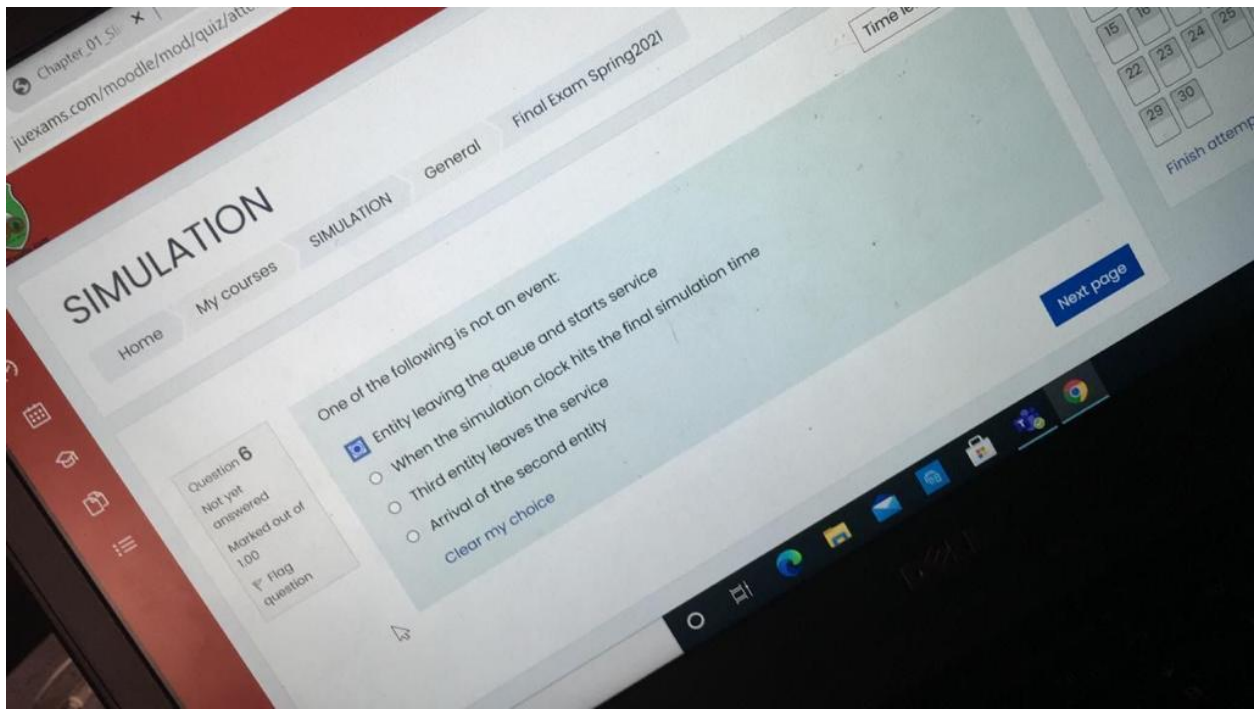 Chapter_01_Sli
juexams.com/moodle/mod/quiz/atte
SIMULATION
Home
My courses
SIMULATION
General
Final Exam Spring2021
Question 6
Not yet
answered
Marked out of
1.00
Flag
question
One of the following is not an event:
Entity leaving the queue and starts service
When the simulation clock hits the final simulation time
Third entity leaves the service
Arrival of the second entity
Clear my choice
Next page
Time le
15 16
22 23 24 25
29 30
Finish attemp